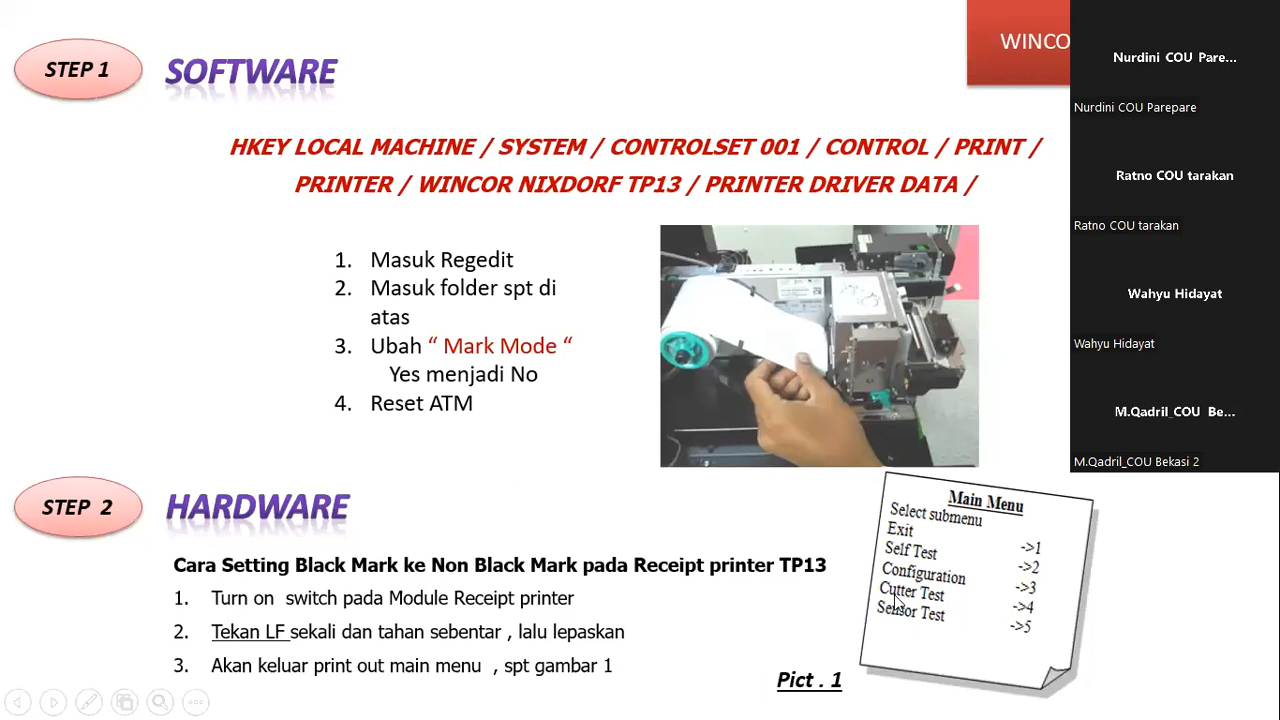 STEP 1
SOFTWARE
WINCO
HKEY LOCAL MACHINE / SYSTEM / CONTROLSET 001 / CONTROL / PRINT /
PRINTER / WINCOR NIXDORF TP13 / PRINTER DRIVER DATA /
1. Masuk Regedit
2. Masuk folder spt di
atas
3. Ubah “ Mark Mode “
Yes menjadi No
4. Reset ATM
STEP 2
HARDWARE
Cara Setting Black Mark ke Non Black Mark pada Receipt printer TP13
1. Turn on switch pada Module Receipt printer
2. Tekan LF sekali dan tahan sebentar , lalu lepaskan
3. Akan keluar print out main menu , spt gambar 1
Pict . 1
Main Menu
Select submenu
Exit ->1
Self Test ->2
Configuration ->3
Cutter Test ->4
Sensor Test ->5
Nurdini COU Pare...
Nurdini COU Parepare
Ratno COU tarakan
Ratno COU tarakan
Wahyu Hidayat
Wahyu Hidayat
M.Qadril_COU Be...
M.Qadril_COU Bekasi 2